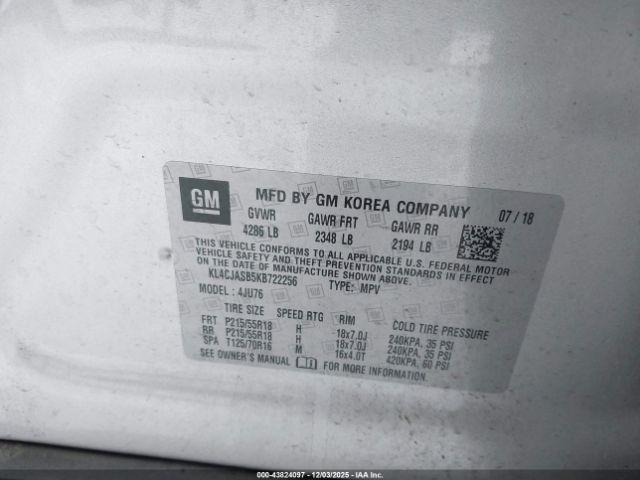 GM
MFD BY GM KOREA COMPANY 07 / 18
GVWR GAWR FRT GAWR RR
4286 LB 2348 LB 2194 LB
THIS VEHICLE CONFORMS TO ALL APPLICABLE U.S. FEDERAL MOTOR
VEHICLE SAFETY AND THEFT PREVENTION STANDARDS IN EFFECT
ON THE DATE OF MANUFACTURE SHOWN ABOVE.
KL4CJASB5KB722256 TYPE: MPV
MODEL: 4JU76
TIRE SIZE SPEED RTG RIM COLD TIRE PRESSURE
FRT P215/55R18 H 18x7.0J 240KPA, 35 PSI
RR P215/55R18 H 18x7.0J 240KPA, 35 PSI
SPA T125/70R16 M 16x4.0T 420KPA, 60 PSI
SEE OWNER'S MANUAL FOR MORE INFORMATION.
000-43824097 - 12/03/2025 - IAA Inc.